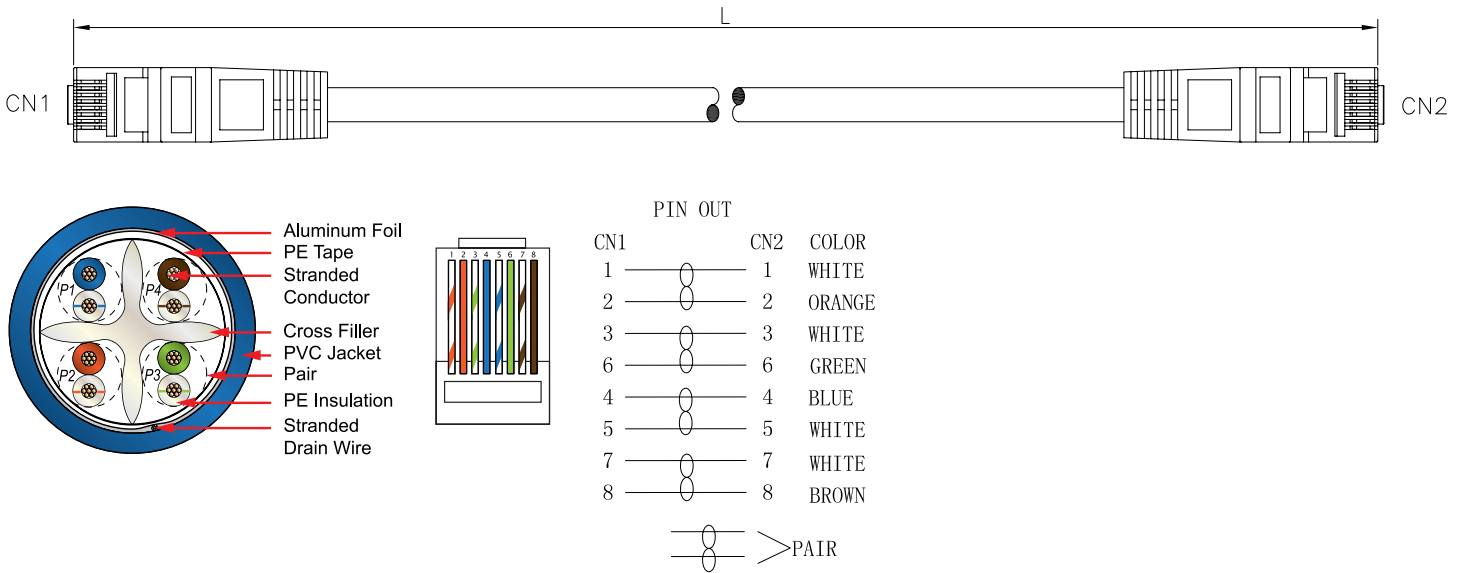 L
CN1
CN2
Aluminum Foil
PE Tape
Stranded
Conductor
Cross Filler
PVC Jacket
Pair
PE Insulation
Stranded
Drain Wire
P1
P4
P2
P3
1 2 3 4 5 6 7 8
PIN OUT
CN1 CN2 COLOR
1 1 WHITE
2 2 ORANGE
3 3 WHITE
6 6 GREEN
4 4 BLUE
5 5 WHITE
7 7 WHITE
8 8 BROWN
PAIR